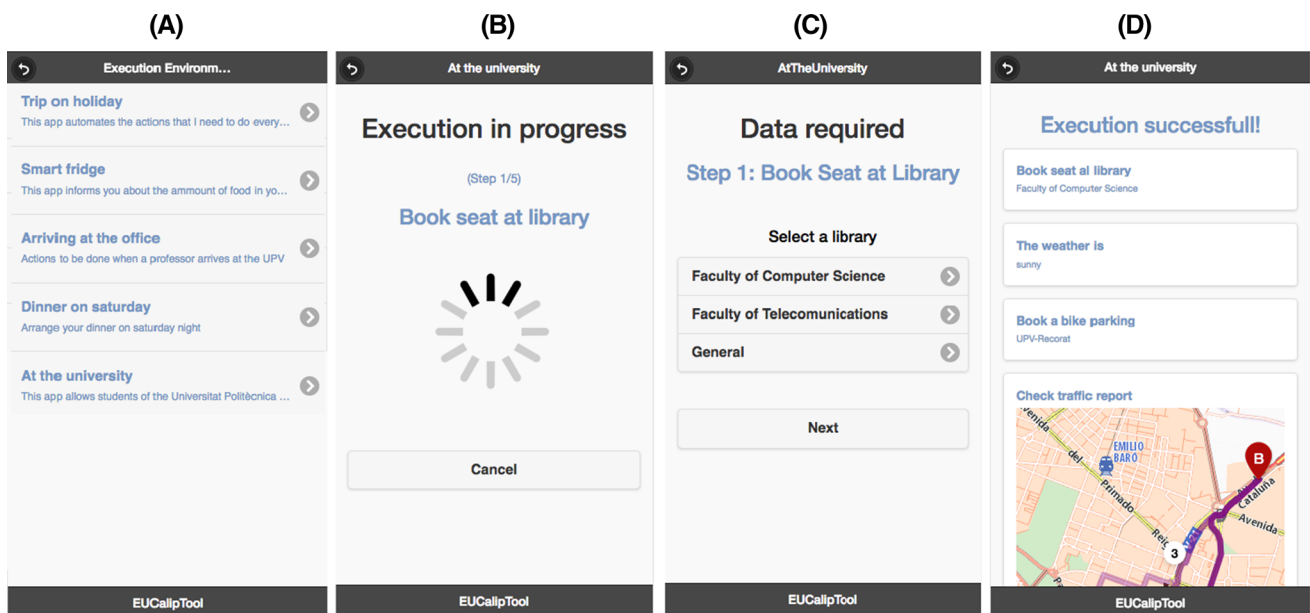 (A)
(B)
(C)
(D)
Execution Environm...
Trip on holiday
This app automates the actions that I need to do every...
Smart fridge
This app informs you about the ammount of food in yo...
Arriving at the office
Actions to be done when a professor arrives at the UPV
Dinner on saturday
Arrange your dinner on saturday night
At the university
This app allows students of the Universitat Politècnica ...
At the university
Execution in progress
(Step 1/5)
Book seat at library
Cancel
EUCalipTool
AtTheUniversity
Data required
Step 1: Book Seat at Library
Select a library
Faculty of Computer Science
Faculty of Telecomunications
General
Next
EUCalipTool
At the university
Execution successfull!
Book seat al library
Faculty of Computer Science
The weather is
sunny
Book a bike parking
UPV-Recorat
Check traffic report
Avenida
del
Primado
Reig
EMILIO
BARO
B
Cataluña
Avenida
3
EUCalipTool
EUCalipTool